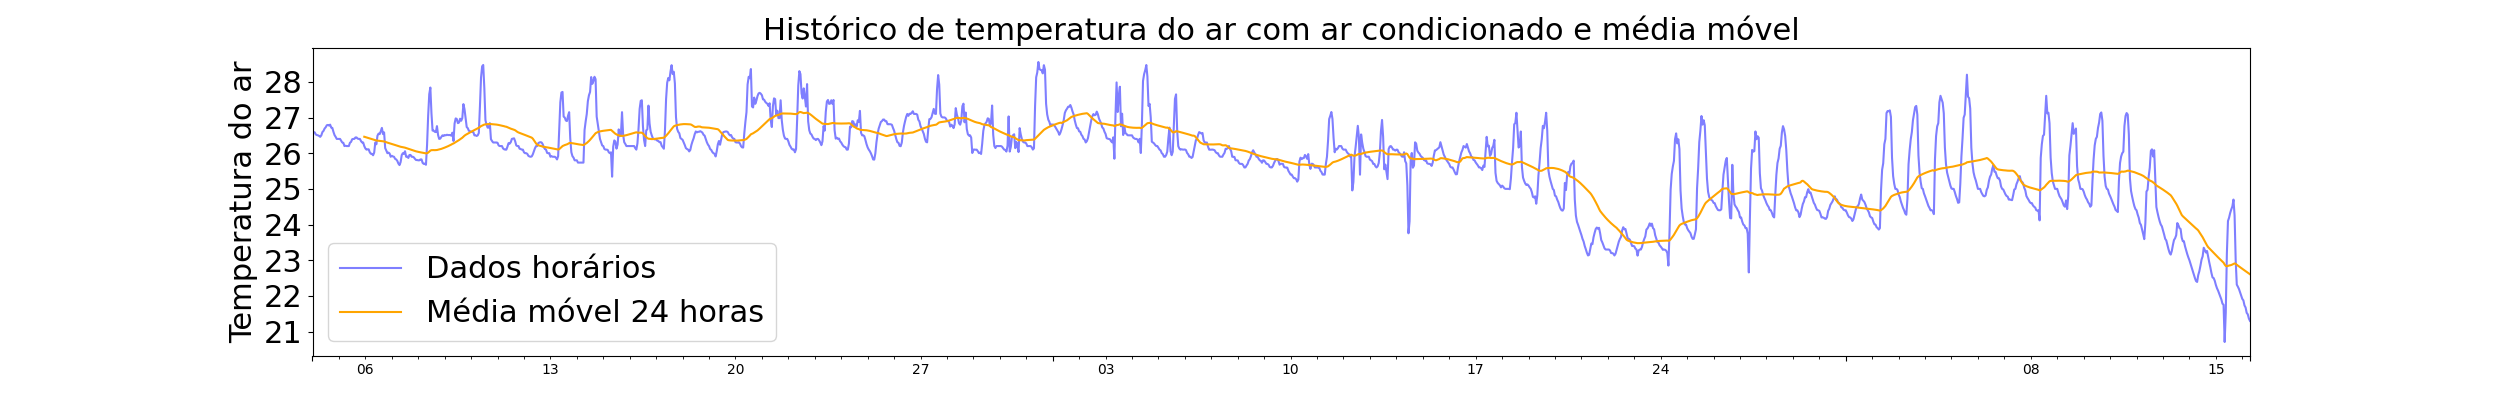 Histórico de temperatura do ar com ar condicionado e média móvel
Temperatura do ar
28
27
26
25
24
23
22
21
Dados horários
Média móvel 24 horas
06 13 20 27 03 10 17 24 08 15